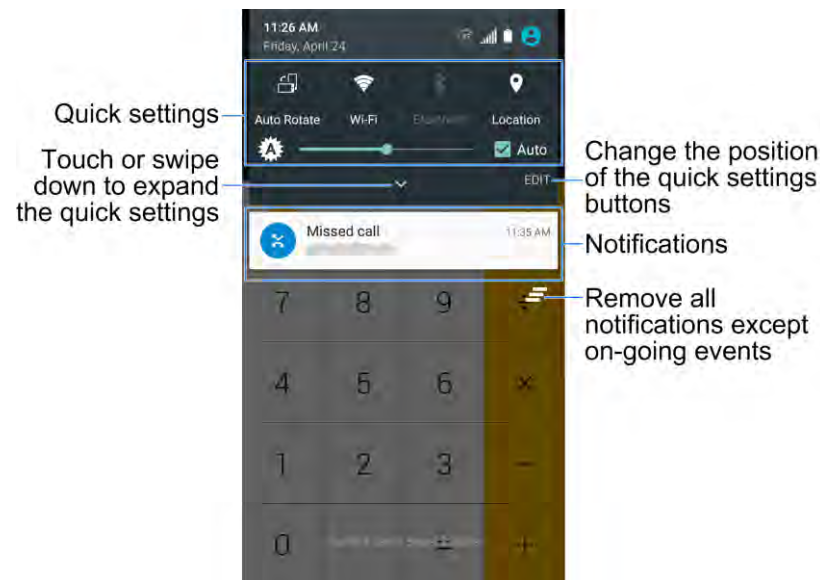 11:26 AM
Friday, April 24
Auto Rotate
Wi-Fi
Bluetooth
Location
A
Auto
EDIT
Missed call
11:35 AM
7
8
9
÷
4
5
6
×
1
2
3
−
0
=
+
Quick settings
Touch or swipe
down to expand
the quick settings
Change the position
of the quick settings
buttons
Notifications
Remove all
notifications except
on-going events